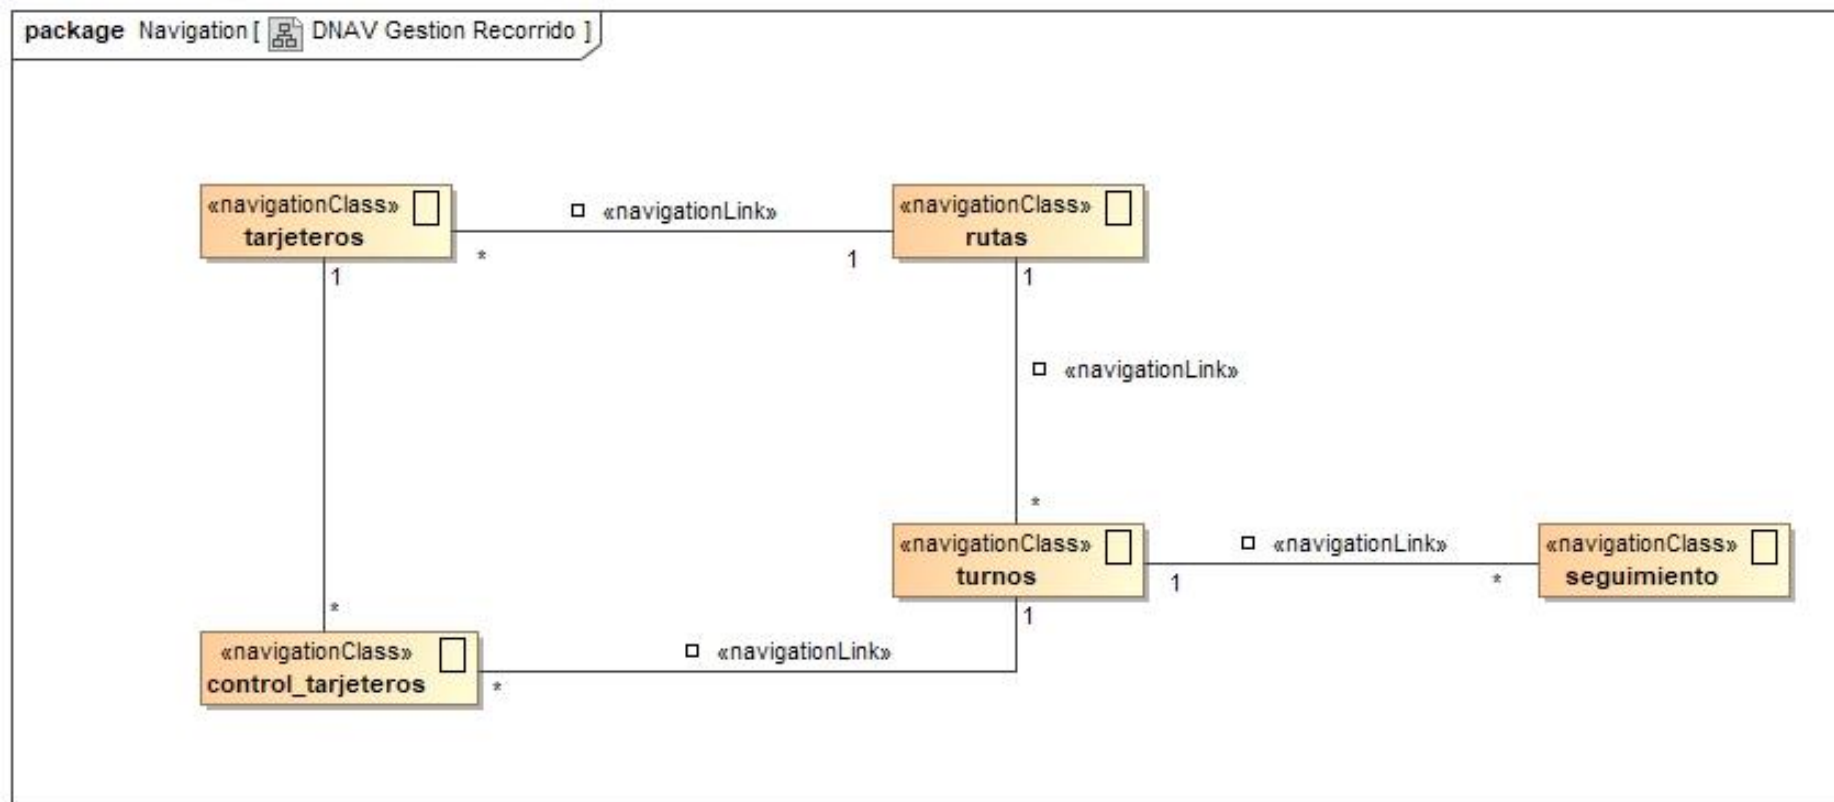 package Navigation [ DNAV Gestion Recorrido ]
«navigationClass»
tarjeteros
«navigationLink»
«navigationClass»
rutas
*
1
1
1
«navigationLink»
*
«navigationClass»
turnos
«navigationLink»
«navigationClass»
seguimiento
1
*
*
1
«navigationClass»
control_tarjeteros
«navigationLink»
*